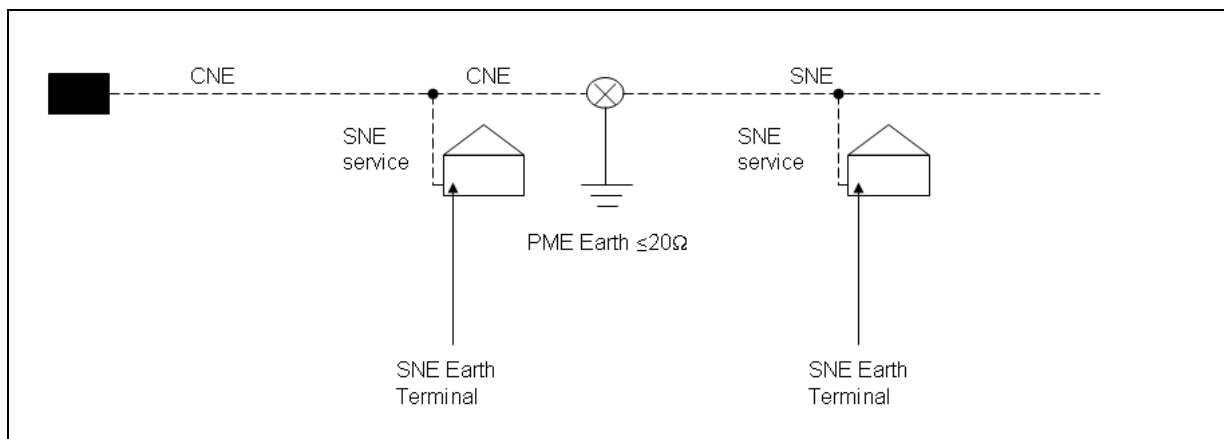 CNE
CNE
SNE
SNE
service
SNE
service
PME Earth ≤20Ω
SNE Earth
Terminal
SNE Earth
Terminal